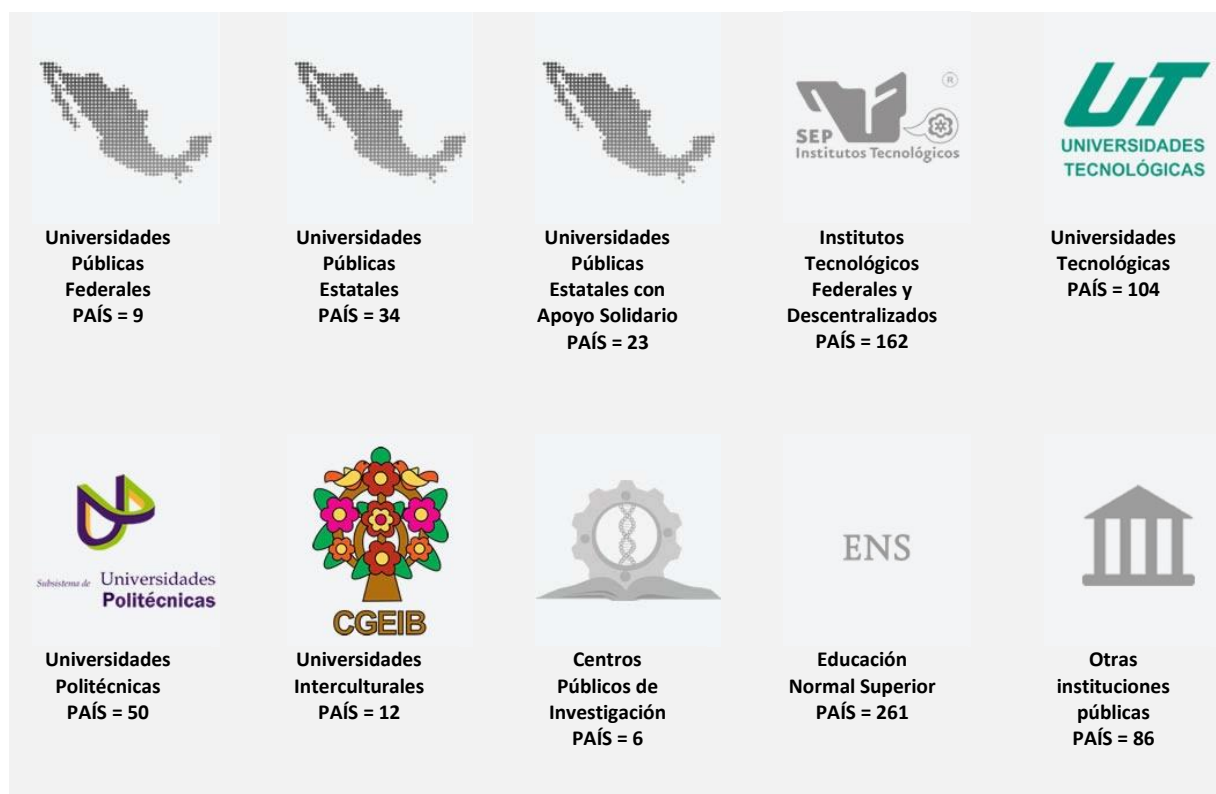 SEP
®
Institutos Tecnológicos
UT
UNIVERSIDADES
TECNOLÓGICAS
Universidades
Públicas
Federales
PAÍS = 9
Universidades
Públicas
Estatales
PAÍS = 34
Universidades
Públicas
Estatales con
Apoyo Solidario
PAÍS = 23
Institutos
Tecnológicos
Federales y
Descentralizados
PAÍS = 162
Universidades
Tecnológicas
PAÍS = 104
Subsistema de Universidades
Politécnicas
CGEIB
ENS
Universidades
Politécnicas
PAÍS = 50
Universidades
Interculturales
PAÍS = 12
Centros
Públicos de
Investigación
PAÍS = 6
Educación
Normal Superior
PAÍS = 261
Otras
instituciones
públicas
PAÍS = 86